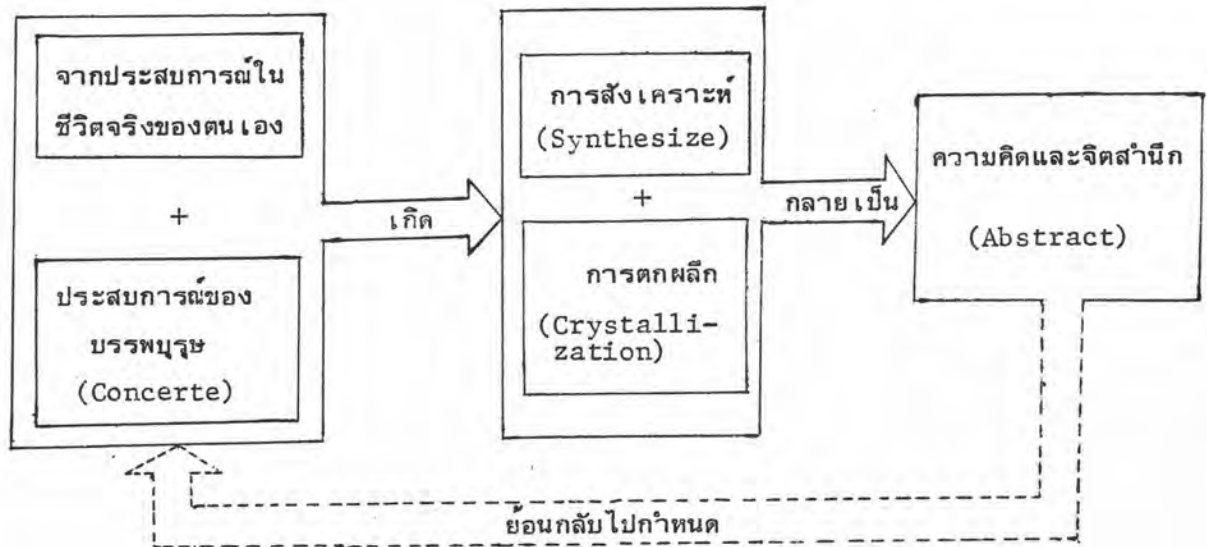 จากประสบการณ์ใน
ชีวิตจริงของตนเอง
+
ประสบการณ์ของ
บรรพบุรุษ
(Concerte)
เกิด
การสังเคราะห์
(Synthesize)
+
การตกผลึก
(Crystalli-
zation)
กลายเป็น
ความคิดและจิตสำนึก
(Abstract)
ย้อนกลับไปกำหนด